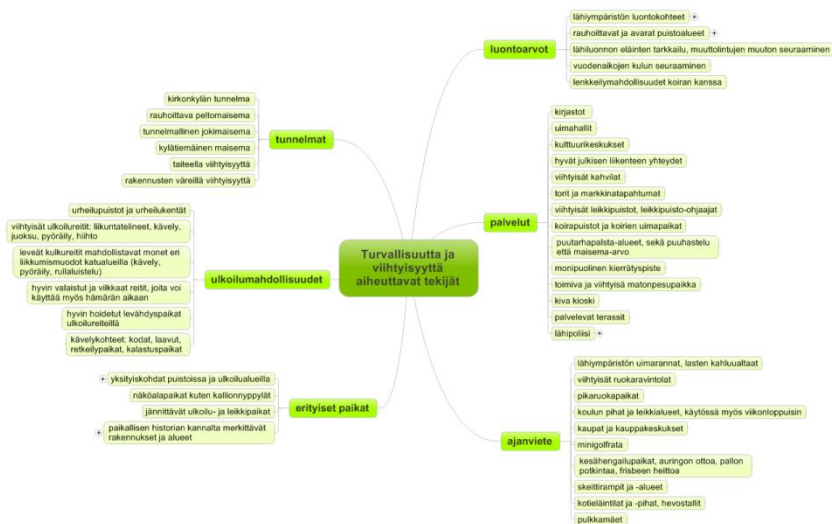 Turvallisuutta ja
viihtyisyyttä
aiheuttavat tekijät
luontoarvot
lähiympäristön luontokohteet
rauhoittavat ja avarat puistoalueet
lähiluonnon eläinten tarkkailu, muuttolintujen muuton seuraaminen
vuodenaikojen kulun seuraaminen
lenkkeilymahdollisuudet koiran kanssa
palvelut
kirjastot
uimahallit
kulttuurikeskukset
hyvät julkisen liikenteen yhteydet
viihtyisät kahvilat
torit ja markkinatapahtumat
viihtyisät leikkipuistot, leikkipuisto-ohjaajat
koirapuistot ja koirien uimapaikat
puutarhapalsta-alueet, sekä puuhastelu
että maisema-arvo
monipuolinen kierrätyspiste
toimiva ja viihtyisä matonpesupaikka
kiva kioski
palvelevat terassit
lähipoliisi
ajanviete
lähiympäristön uimarannat, lasten kahluualtaat
viihtyisät ruokaravintolat
pikaruokapaikat
koulun pihat ja leikkialueet, käytössä myös viikonloppuisin
kaupat ja kauppakeskukset
minigolfrata
kesähengailupaikat, auringon ottoa, pallon
potkintaa, frisbeen heittoa
skeittirampit ja -alueet
kotieläintilat ja -pihat, hevostallit
pulkkamäet
tunnelmat
kirkonkylän tunnelma
rauhoittava peltomaisema
tunnelmallinen jokimaisema
kylätiemäinen maisema
taiteella viihtyisyyttä
rakennusten väreillä viihtyisyyttä
ulkoilumahdollisuudet
urheilupuistot ja urheilukentät
viihtyisät ulkoilureitit: liikuntatelineet, kävely,
juoksu, pyöräily, hiihto
leveät kulkureitit mahdollistavat monet eri
liikkumismuodot katualueilla (kävely,
pyöräily, rullaluistelu)
hyvin valaistut ja vilkkaat reitit, joita voi
käyttää myös hämärän aikaan
hyvin hoidetut levähdyspaikat
ulkoilureiteillä
kävelykohteet: kodat, laavut,
retkeilypaikat, kalastuspaikat
erityiset paikat
yksityiskohdat puistoissa ja ulkoilualueilla
näköalapaikat kuten kallionnyppylät
jännittävät ulkoilu- ja leikkipaikat
paikallisen historian kannalta merkittävät
rakennukset ja alueet